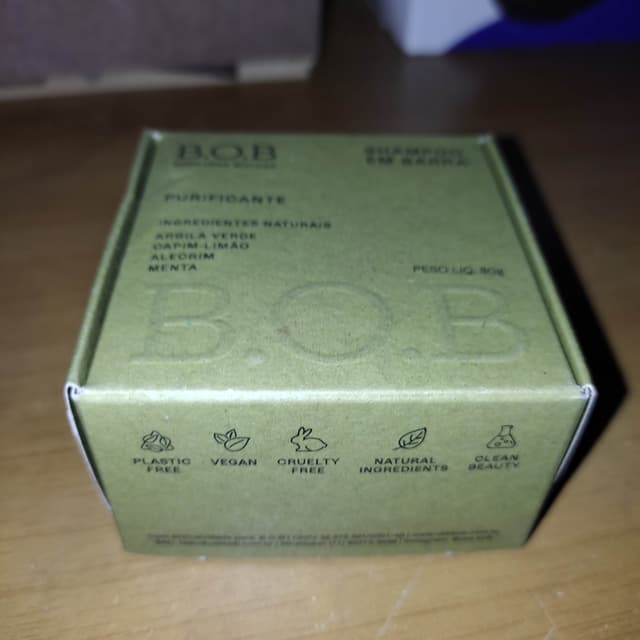 B.O.B
SHAMPOO
EM BARRA
PURIFICANTE
INGREDIENTES NATURAIS
ARGILA VERDE
CAPIM-LIMÃO
ALECRIM
MENTA
PESO LIQ. 80g
B.O.B
PLASTIC
FREE
VEGAN
CRUELTY
FREE
NATURAL
INGREDIENTS
CLEAN
BEAUTY